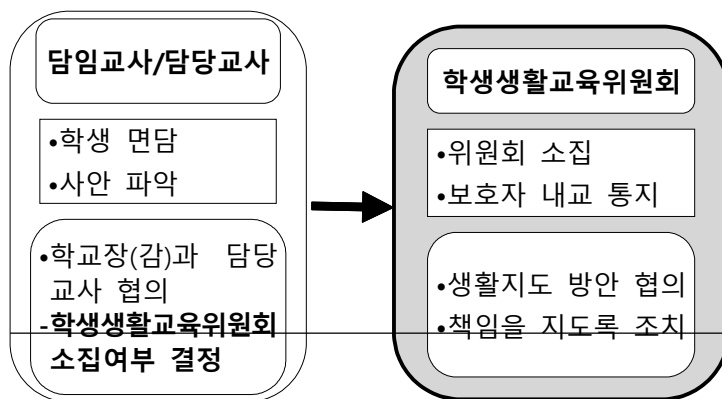 담임교사/담당교사
•학생 면담
•사안 파악
•학교장(감)과 담당
교사 협의
-학생생활교육위원회
소집여부 결정
학생생활교육위원회
•위원회 소집
•보호자 내교 통지
•생활지도 방안 협의
•책임을 지도록 조치